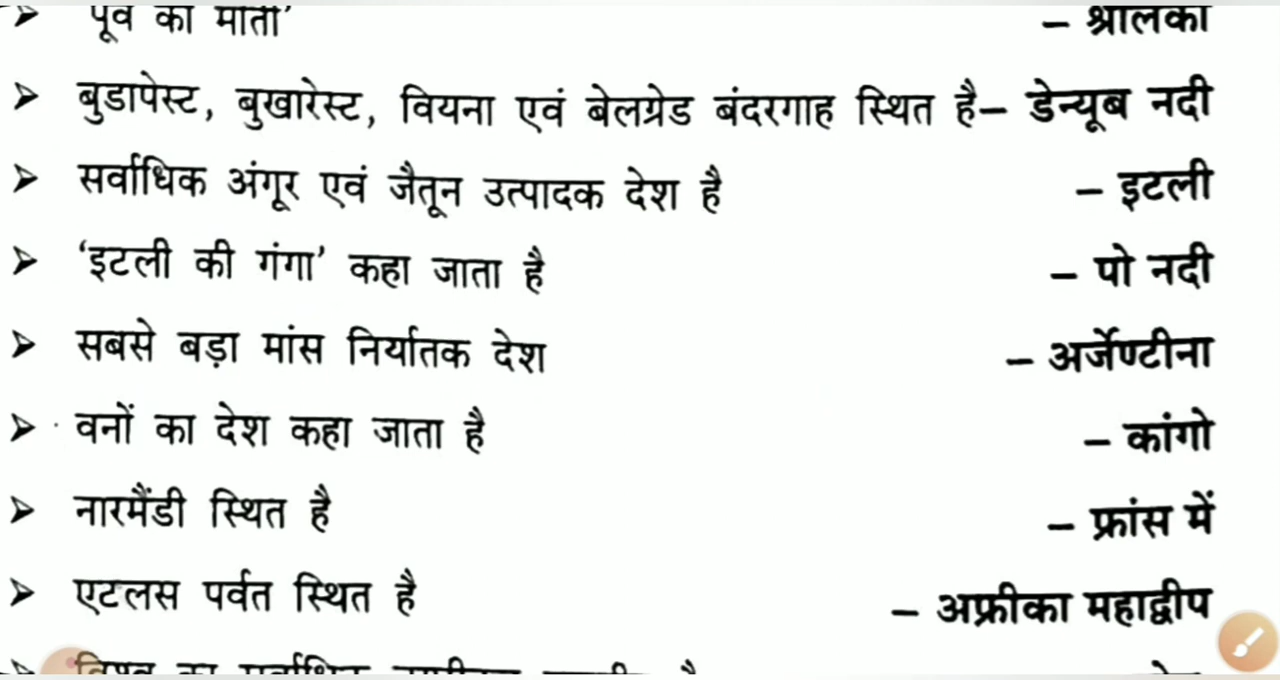 ➢ 'पूर्व का मोती' – श्रीलंका
➢ बुडापेस्ट, बुखारेस्ट, वियना एवं बेलग्रेड बंदरगाह स्थित है– डेन्यूब नदी
➢ सर्वाधिक अंगूर एवं जैतून उत्पादक देश है – इटली
➢ 'इटली की गंगा' कहा जाता है – पो नदी
➢ सबसे बड़ा मांस निर्यातक देश – अर्जेण्टीना
➢ वनों का देश कहा जाता है – कांगो
➢ नारमैंडी स्थित है – फ्रांस में
➢ एटलस पर्वत स्थित है – अफ्रीका महाद्वीप